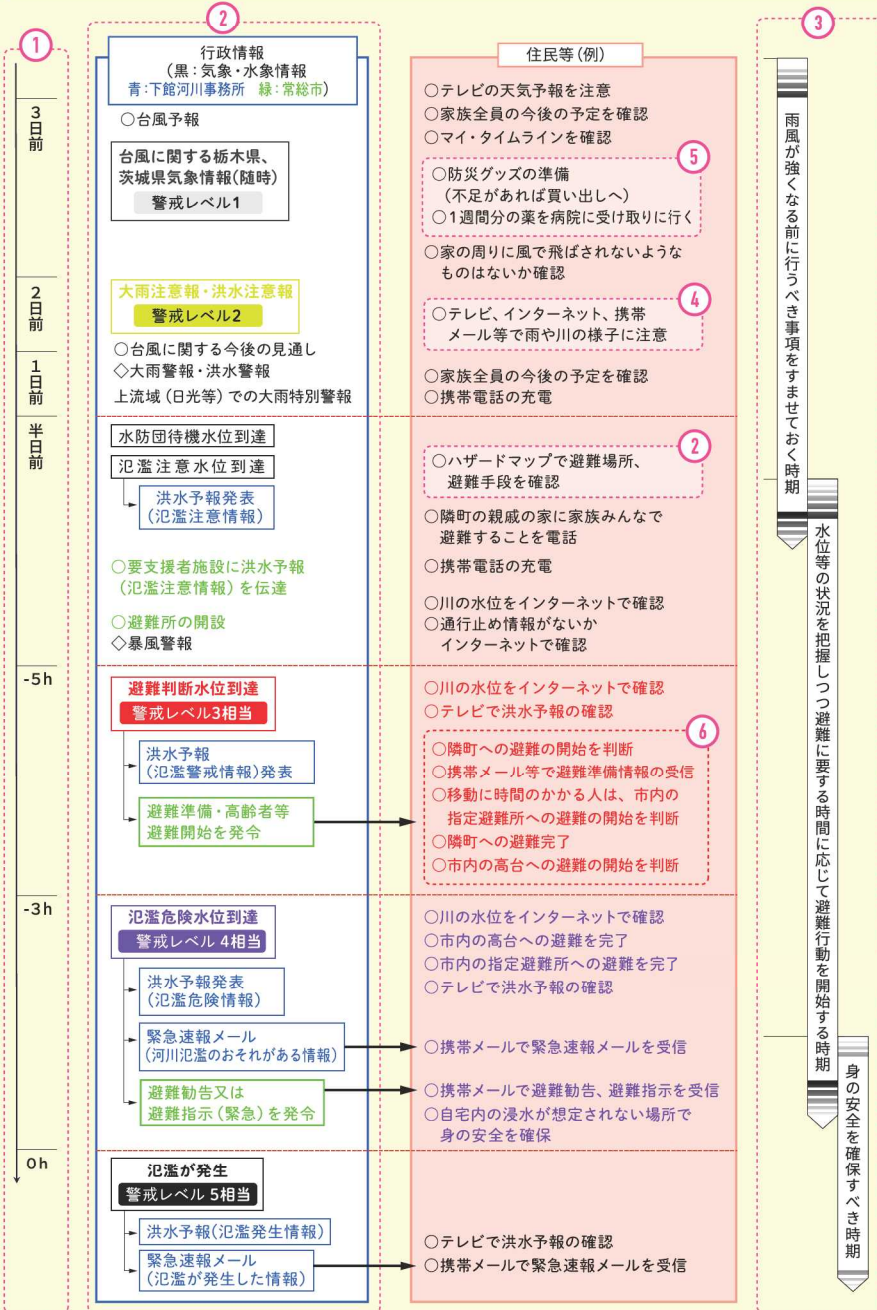 ①
3日前
2日前
1日前
半日前
-5h
-3h
0h
②
行政情報
(黒：気象・水象情報
青：下館河川事務所 緑：常総市)
○台風予報
台風に関する栃木県、
茨城県気象情報(随時)
警戒レベル1
大雨注意報・洪水注意報
警戒レベル2
○台風に関する今後の見通し
◇大雨警報・洪水警報
上流域(日光等)での大雨特別警報
水防団待機水位到達
氾濫注意水位到達
洪水予報発表
(氾濫注意情報)
○要支援者施設に洪水予報
(氾濫注意情報)を伝達
○避難所の開設
◇暴風警報
避難判断水位到達
警戒レベル3相当
洪水予報
(氾濫警戒情報)発表
避難準備・高齢者等
避難開始を発令
氾濫危険水位到達
警戒レベル 4相当
洪水予報発表
(氾濫危険情報)
緊急速報メール
(河川氾濫のおそれがある情報)
避難勧告又は
避難指示(緊急)を発令
氾濫が発生
警戒レベル 5相当
洪水予報(氾濫発生情報)
緊急速報メール
(氾濫が発生した情報)
住民等(例)
○テレビの天気予報を注意
○家族全員の今後の予定を確認
○マイ・タイムラインを確認
⑤
○防災グッズの準備
(不足があれば買い出しへ)
○1週間分の薬を病院に受け取りに行く
○家の周りに風で飛ばされないような
ものはないか確認
④
○テレビ、インターネット、携帯
メール等で雨や川の様子に注意
○家族全員の今後の予定を確認
○携帯電話の充電
②
○ハザードマップで避難場所、
避難手段を確認
○隣町の親戚の家に家族みんなで
避難することを電話
○携帯電話の充電
○川の水位をインターネットで確認
○通行止め情報がないか
インターネットで確認
○川の水位をインターネットで確認
○テレビで洪水予報の確認
⑥
○隣町への避難の開始を判断
○携帯メール等で避難準備情報の受信
○移動に時間のかかる人は、市内の
指定避難所への避難の開始を判断
○隣町への避難完了
○市内の高台への避難の開始を判断
○川の水位をインターネットで確認
○市内の高台への避難を完了
○市内の指定避難所への避難を完了
○テレビで洪水予報の確認
○携帯メールで緊急速報メールを受信
○携帯メールで避難勧告、避難指示を受信
○自宅内の浸水が想定されない場所で
身の安全を確保
○テレビで洪水予報の確認
○携帯メールで緊急速報メールを受信
③
雨風が強くなる前に行うべき事項をすませておく時期
水位等の状況を把握しつつ避難に要する時間に応じて避難行動を開始する時期
身の安全を確保すべき時期